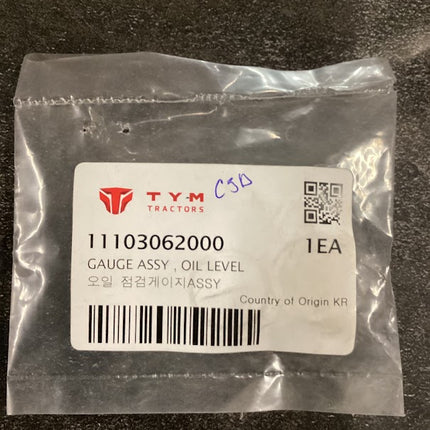 TYM
TRACTORS
CJD
11103062000 1EA
GAUGE ASSY , OIL LEVEL
오일 점검게이지ASSY
Country of Origin KR